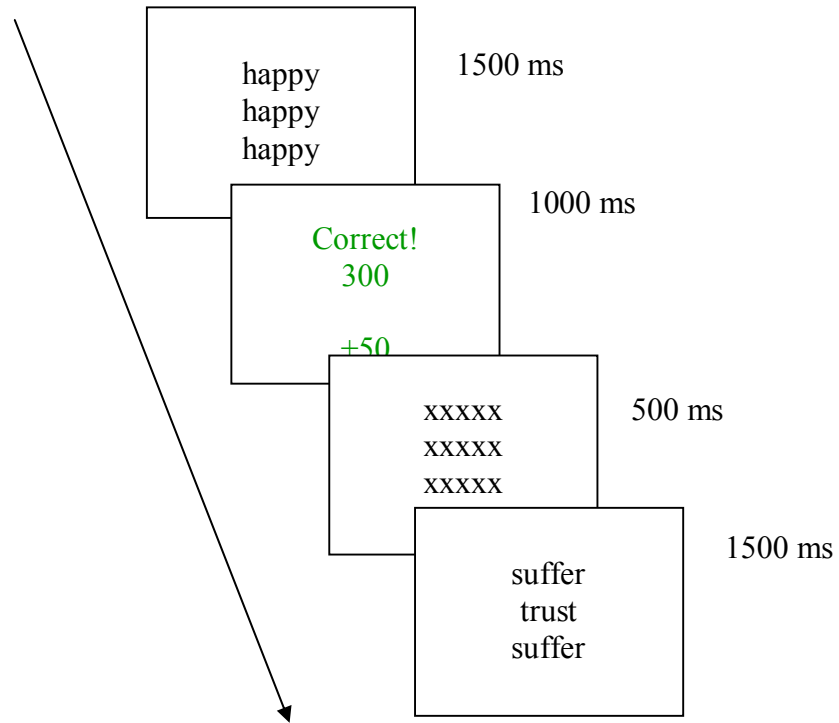 happy
happy
happy
1500 ms
Correct!
300
+50
1000 ms
xxxxx
xxxxx
xxxxx
500 ms
suffer
trust
suffer
1500 ms